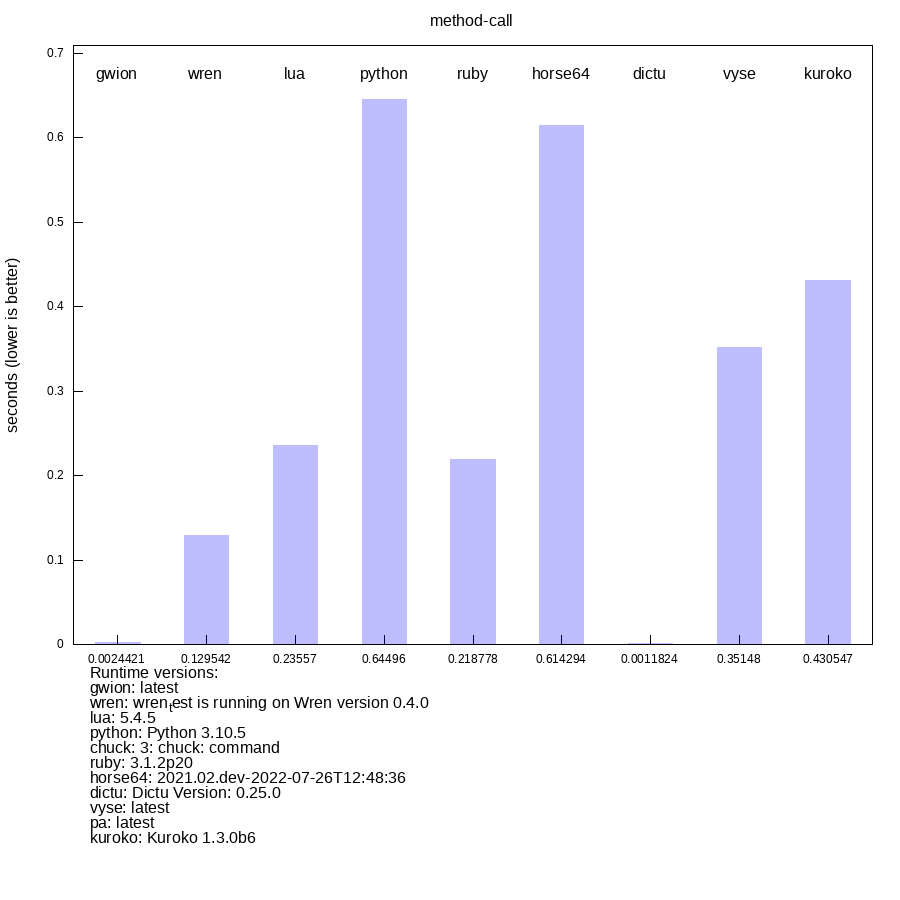 method-call
0.7
gwion wren lua python ruby horse64 dictu vyse kuroko
0.6
0.5
0.4
seconds (lower is better)
0.3
0.2
0.1
0
0.0024421 0.129542 0.23557 0.64496 0.218778 0.614294 0.0011824 0.35148 0.430547
Runtime versions:
gwion: latest
wren: wrentest is running on Wren version 0.4.0
lua: 5.4.5
python: Python 3.10.5
chuck: 3: chuck: command
ruby: 3.1.2p20
horse64: 2021.02.dev-2022-07-26T12:48:36
dictu: Dictu Version: 0.25.0
vyse: latest
pa: latest
kuroko: Kuroko 1.3.0b6